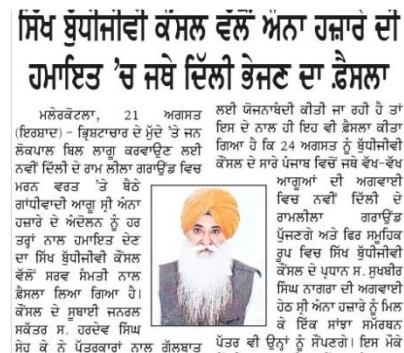 ਸਿੱਖ ਬੁੱਧੀਜੀਵੀ ਕੌਂਸਲ ਵੱਲੋਂ ਅੰਨਾ ਹਜ਼ਾਰੇ ਦੀ
ਹਮਾਇਤ 'ਚ ਜਥੇ ਦਿੱਲੀ ਭੇਜਣ ਦਾ ਫ਼ੈਸਲਾ
ਮਲੇਰਕੋਟਲਾ, 21 ਅਗਸਤ
(ਇਰਸ਼ਾਦ) – ਭ੍ਰਿਸ਼ਟਾਚਾਰ ਦੇ ਮੁੱਦੇ 'ਤੇ ਜਨ
ਲੋਕਪਾਲ ਬਿਲ ਲਾਗੂ ਕਰਵਾਉਣ ਲਈ
ਨਵੀਂ ਦਿੱਲੀ ਦੇ ਰਾਮ ਲੀਲਾ ਗਰਾਊਂਡ ਵਿਚ
ਮਰਨ ਵਰਤ 'ਤੇ ਬੈਠੇ
ਗਾਂਧੀਵਾਦੀ ਆਗੂ ਸ੍ਰੀ ਅੰਨਾ
ਹਜ਼ਾਰੇ ਦੇ ਅੰਦੋਲਨ ਨੂੰ ਹਰ
ਤਰ੍ਹਾਂ ਨਾਲ ਹਮਾਇਤ ਦੇਣ
ਦਾ ਸਿੱਖ ਬੁੱਧੀਜੀਵੀ ਕੌਂਸਲ
ਵੱਲੋਂ ਸਰਵ ਸੰਮਤੀ ਨਾਲ
ਫ਼ੈਸਲਾ ਲਿਆ ਗਿਆ ਹੈ।
ਕੌਂਸਲ ਦੇ ਸੂਬਾਈ ਜਨਰਲ
ਸਕੱਤਰ ਸ. ਹਰਦੇਵ ਸਿੰਘ
ਸੇਹ ਕੇ ਨੇ ਪੱਤਰਕਾਰਾਂ ਨਾਲ ਗੱਲਬਾਤ
ਲਈ ਯੋਜਨਾਬੰਦੀ ਕੀਤੀ ਜਾ ਰਹੀ ਹੈ ਤਾਂ
ਇਸ ਦੇ ਨਾਲ ਹੀ ਇਹ ਵੀ ਫ਼ੈਸਲਾ ਕੀਤਾ
ਗਿਆ ਹੈ ਕਿ 24 ਅਗਸਤ ਨੂੰ ਬੁੱਧੀਜੀਵੀ
ਕੌਂਸਲ ਦੇ ਸਾਰੇ ਪੰਜਾਬ ਵਿਚੋਂ ਜਥੇ ਵੱਖ-ਵੱਖ
ਆਗੂਆਂ ਦੀ ਅਗਵਾਈ
ਵਿਚ ਨਵੀਂ ਦਿੱਲੀ ਦੇ
ਰਾਮਲੀਲਾ ਗਰਾਊਂਡ
ਪੁੱਜਣਗੇ ਅਤੇ ਫਿਰ ਸਮੂਹਿਕ
ਰੂਪ ਵਿਚ ਸਿੱਖ ਬੁੱਧੀਜੀਵੀ
ਕੌਂਸਲ ਦੇ ਪ੍ਰਧਾਨ ਸ. ਸੁਖਬੀਰ
ਸਿੰਘ ਨਾਗਰਾ ਦੀ ਅਗਵਾਈ
ਹੇਠ ਸ੍ਰੀ ਅੰਨਾ ਹਜ਼ਾਰੇ ਨੂੰ ਮਿਲ
ਕੇ ਇੱਕ ਸਾਂਝਾ ਸਮਰਥਨ
ਪੱਤਰ ਵੀ ਉਨ੍ਹਾਂ ਨੂੰ ਸੌਂਪਣਗੇ। ਇਸ ਮੌਕੇ